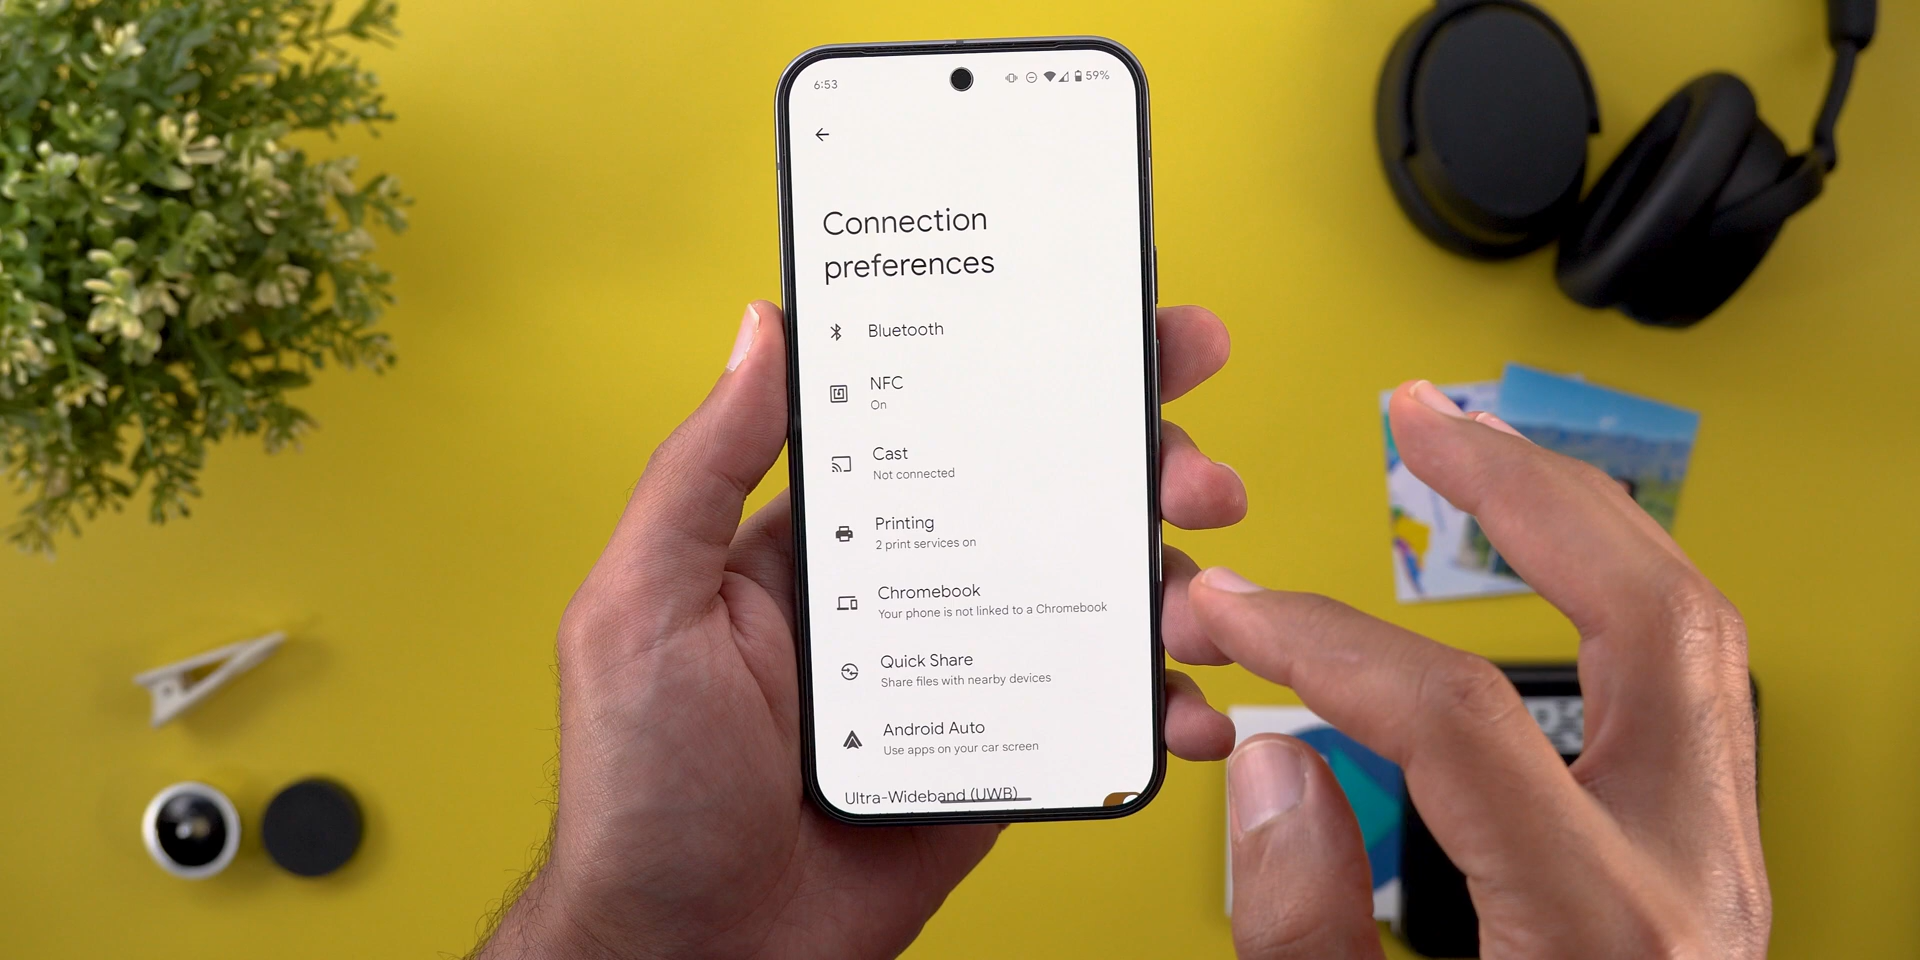 6:53
59%
Connection
preferences
Bluetooth
NFC
On
Cast
Not connected
Printing
2 print services on
Chromebook
Your phone is not linked to a Chromebook
Quick Share
Share files with nearby devices
Android Auto
Use apps on your car screen
Ultra-Wideband (UWB)